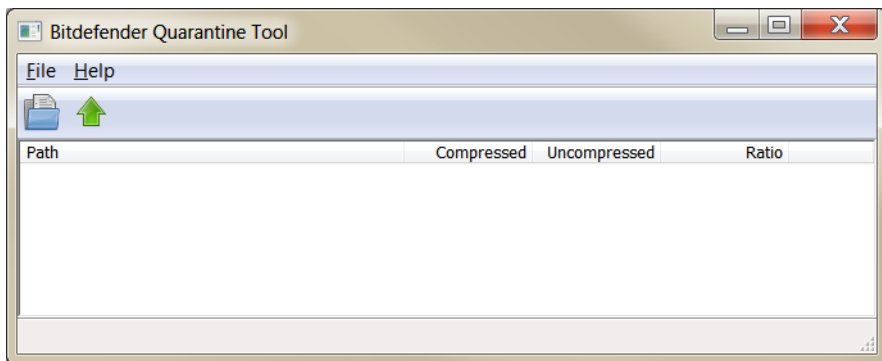 Bitdefender Quarantine Tool
File Help
Path Compressed Uncompressed Ratio